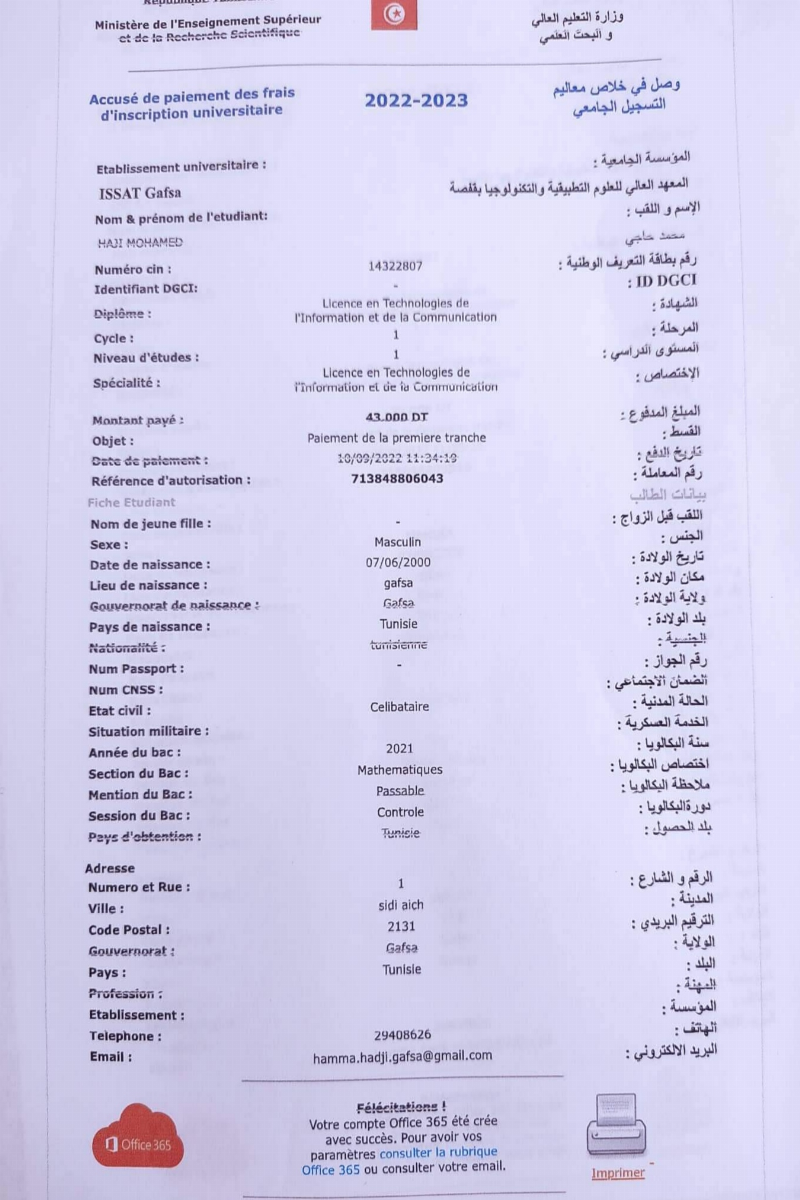 Ministère de l'Enseignement Supérieur
et de la Recherche Scientifique
وزارة التعليم العالي
و البحث العلمي
Accusé de paiement des frais
d'inscription universitaire
2022-2023
وصل في خلاص معاليم
التسجيل الجامعي
Etablissement universitaire :
المؤسسة الجامعية :
ISSAT Gafsa
المعهد العالي للعلوم التطبيقية والتكنولوجيا بقفصة
Nom & prénom de l'etudiant:
الإسم و اللقب :
HAJI MOHAMED
محمد حاجي
Numéro cin :
14322807
رقم بطاقة التعريف الوطنية :
Identifiant DGCI:
-
ID DGCI :
Diplôme :
Licence en Technologies de
l'Information et de la Communication
الشهادة :
Cycle :
1
المرحلة :
Niveau d'études :
1
المستوى الدراسي :
Spécialité :
Licence en Technologies de
l'Information et de la Communication
الاختصاص :
Montant payé :
43.000 DT
المبلغ المدفوع :
Objet :
Paiement de la premiere tranche
القسط :
Date de paiement :
10/09/2022 11:34:19
تاريخ الدفع :
Référence d'autorisation :
713848806043
رقم المعاملة :
Fiche Etudiant
بيانات الطالب
Nom de jeune fille :
-
اللقب قبل الزواج :
Sexe :
Masculin
الجنس :
Date de naissance :
07/06/2000
تاريخ الولادة :
Lieu de naissance :
gafsa
مكان الولادة :
Gouvernorat de naissance :
Gafsa
ولاية الولادة :
Pays de naissance :
Tunisie
بلد الولادة :
Nationalité :
tunisienne
الجنسية :
Num Passport :
-
رقم الجواز :
Num CNSS :
الضمان الاجتماعي :
Etat civil :
Celibataire
الحالة المدنية :
Situation militaire :
الخدمة العسكرية :
Année du bac :
2021
سنة البكالويا :
Section du Bac :
Mathematiques
اختصاص البكالويا :
Mention du Bac :
Passable
ملاحظة البكالويا :
Session du Bac :
Controle
دورةالبكالويا :
Pays d'obtention :
Tunisie
بلد الحصول :
Adresse
Numero et Rue :
1
الرقم و الشارع :
Ville :
sidi aich
المدينة :
Code Postal :
2131
الترقيم البريدي :
Gouvernorat :
Gafsa
الولاية :
Pays :
Tunisie
البلد :
Profession :
المهنة :
Etablissement :
المؤسسة :
Telephone :
29408626
الهاتف :
Email :
hamma.hadji.gafsa@gmail.com
البريد الالكتروني :
Office 365
Félécitations !
Votre compte Office 365 été crée
avec succès. Pour avoir vos
paramètres consulter la rubrique
Office 365 ou consulter votre email.
Imprimer